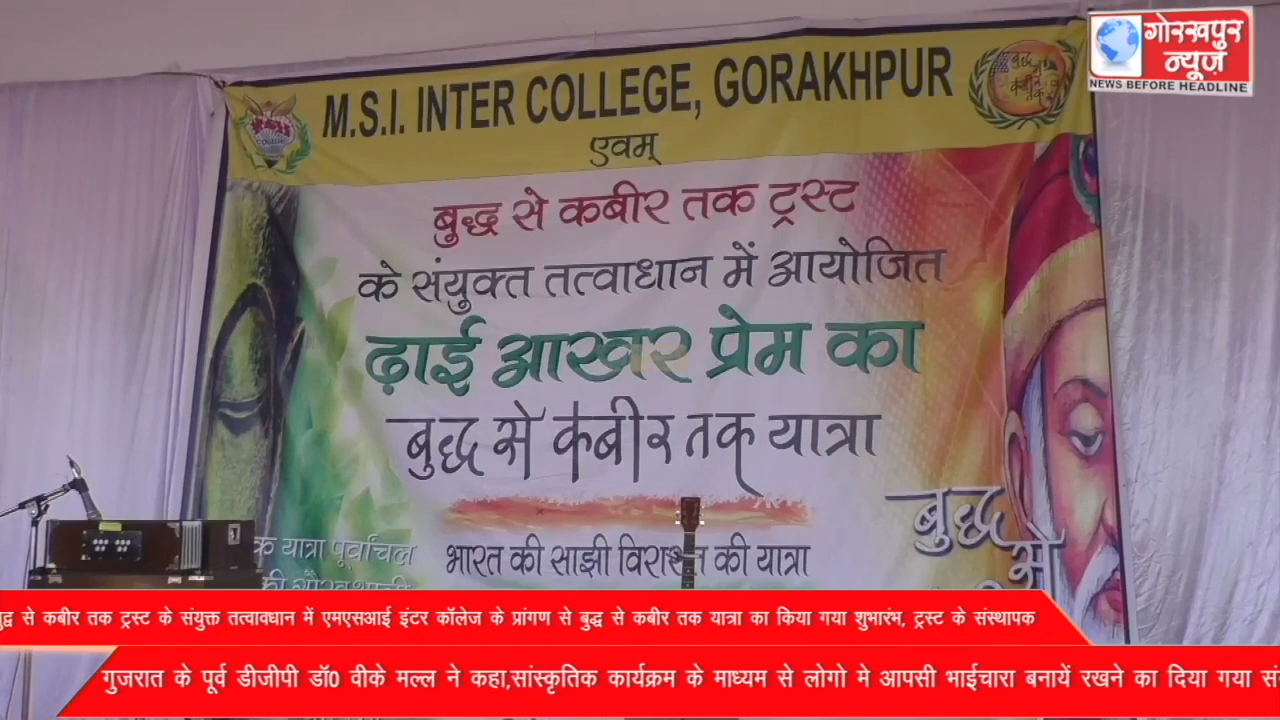 गोरखपुर
न्यूज़
NEWS BEFORE HEADLINE
M.S.I. INTER COLLEGE, GORAKHPUR
एवम्
बुद्ध से कबीर तक ट्रस्ट
के संयुक्त तत्वाधान में आयोजित
ढ़ाई आखर प्रेम का
बुद्ध से कबीर तक यात्रा
भारत की साझी विरासत की यात्रा
बुद्ध
से
यात्रा पूर्वांचल
से कबीर तक ट्रस्ट के संयुक्त तत्वावधान में एमएसआई इंटर कॉलेज के प्रांगण से बुद्ध से कबीर तक यात्रा का किया गया शुभारंभ, ट्रस्ट के संस्थापक
गुजरात के पूर्व डीजीपी डॉ0 वीके मल्ल ने कहा,सांस्कृतिक कार्यक्रम के माध्यम से लोगो मे आपसी भाईचारा बनायें रखने का दिया गया